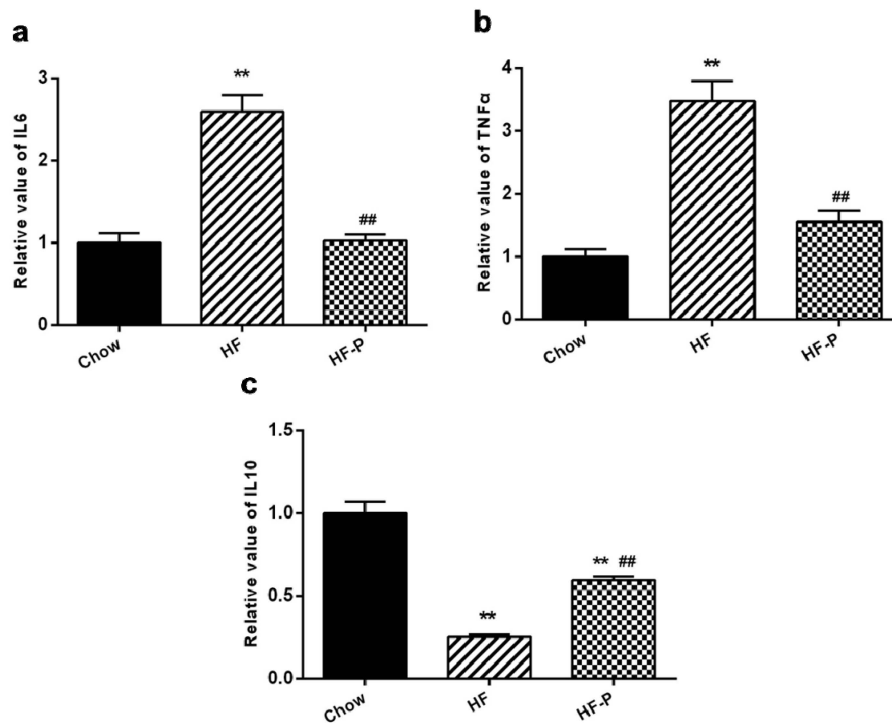 a
Relative value of IL6
3
2
1
0
**
##
Chow
HF
HF-P
b
Relative value of TNFα
4
3
2
1
0
**
##
Chow
HF
HF-P
c
Relative value of IL10
1.5
1.0
0.5
0.0
**
** ##
Chow
HF
HF-P